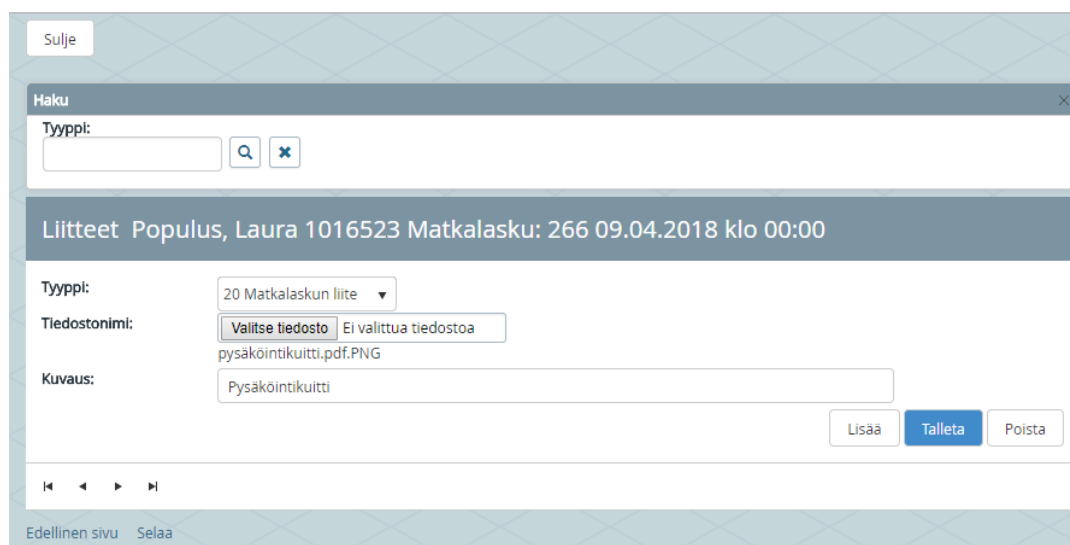 Sulje
Haku
Tyyppi:
Liitteet Populus, Laura 1016523 Matkalasku: 266 09.04.2018 klo 00:00
Tyyppi:
20 Matkalaskun liite
Tiedostonimi:
Valitse tiedosto Ei valittua tiedostoa
pysäköintikuitti.pdf.PNG
Kuvaus:
Pysäköintikuitti
Lisää Talleta Poista
Edellinen sivu Selaa